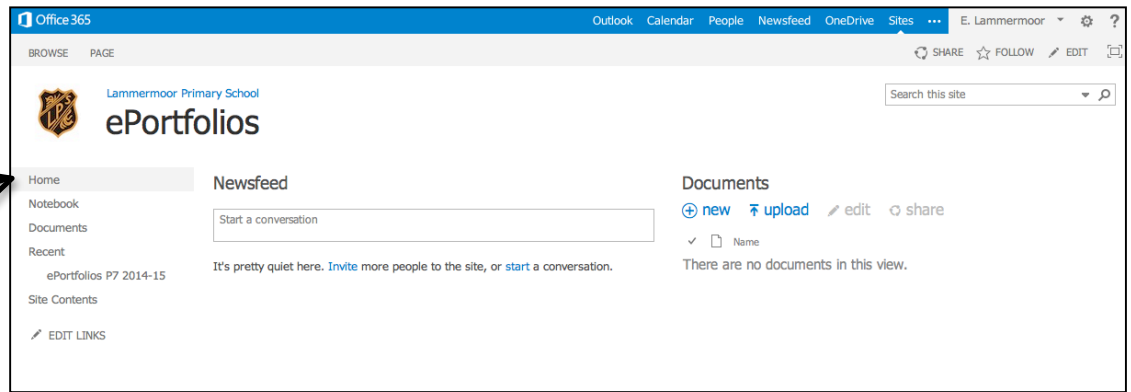 Office 365 Outlook Calendar People Newsfeed OneDrive Sites ••• E. Lammermoor ?
BROWSE PAGE SHARE FOLLOW EDIT
Lammermoor Primary School
ePortfolios
Search this site
Home
Notebook
Documents
Recent
ePortfolios P7 2014-15
Site Contents
EDIT LINKS
Newsfeed
Start a conversation
It's pretty quiet here. Invite more people to the site, or start a conversation.
Documents
new upload edit share
Name
There are no documents in this view.